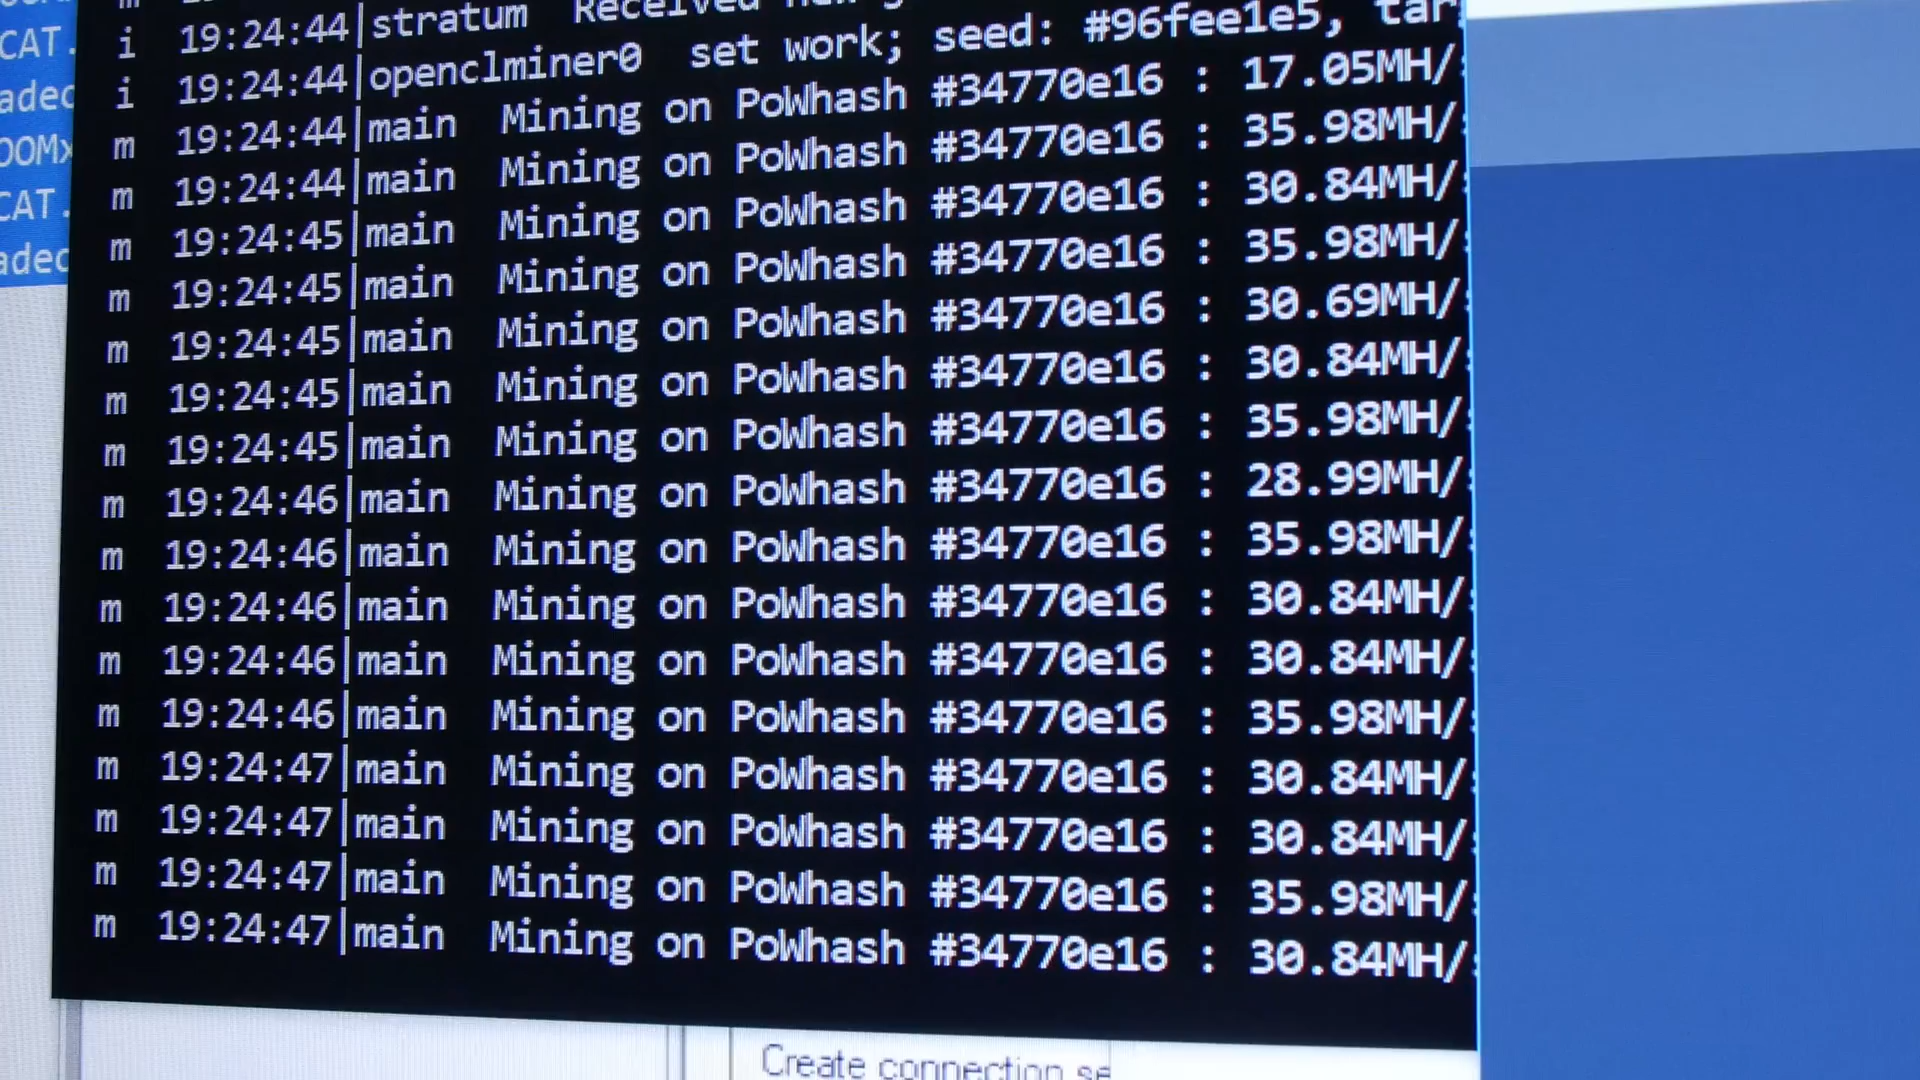 CAT.
adec
OOMx
CAT.
adec
i 19:24:44|stratum Received
i 19:24:44|openclminer0 set work; seed: #96fee1e5, tar
m 19:24:44|main Mining on PoWhash #34770e16 : 17.05MH/
m 19:24:44|main Mining on PoWhash #34770e16 : 35.98MH/
m 19:24:45|main Mining on PoWhash #34770e16 : 30.84MH/
m 19:24:45|main Mining on PoWhash #34770e16 : 35.98MH/
m 19:24:45|main Mining on PoWhash #34770e16 : 30.69MH/
m 19:24:45|main Mining on PoWhash #34770e16 : 30.84MH/
m 19:24:45|main Mining on PoWhash #34770e16 : 35.98MH/
m 19:24:46|main Mining on PoWhash #34770e16 : 28.99MH/
m 19:24:46|main Mining on PoWhash #34770e16 : 35.98MH/
m 19:24:46|main Mining on PoWhash #34770e16 : 30.84MH/
m 19:24:46|main Mining on PoWhash #34770e16 : 30.84MH/
m 19:24:46|main Mining on PoWhash #34770e16 : 35.98MH/
m 19:24:47|main Mining on PoWhash #34770e16 : 30.84MH/
m 19:24:47|main Mining on PoWhash #34770e16 : 30.84MH/
m 19:24:47|main Mining on PoWhash #34770e16 : 35.98MH/
m 19:24:47|main Mining on PoWhash #34770e16 : 30.84MH/
Create connection se